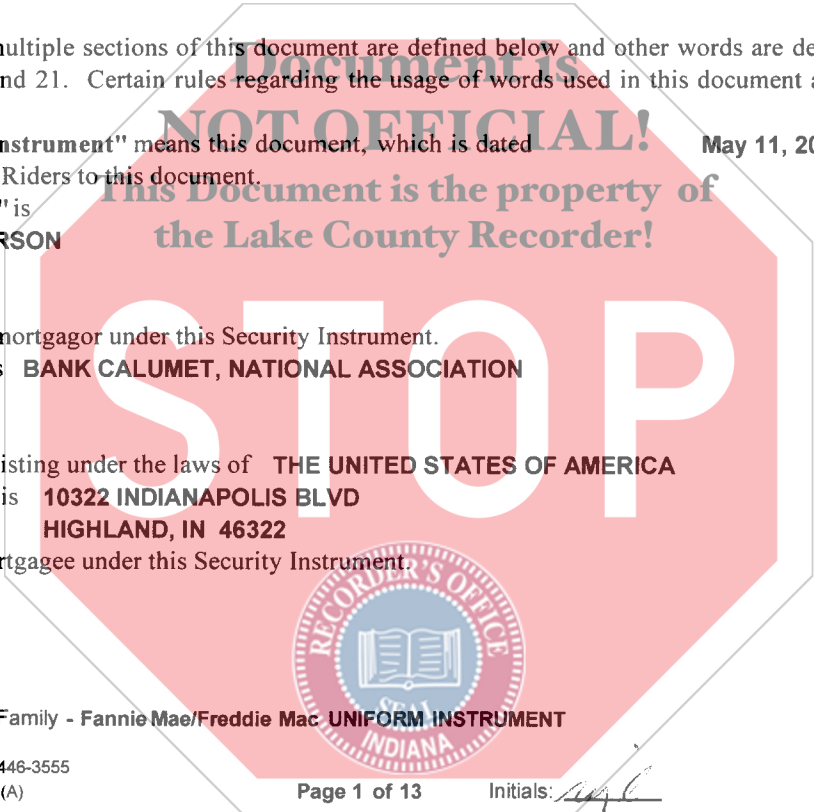 multiple sections of this document are defined below and other words are de
nd 21. Certain rules regarding the usage of words used in this document a
Document is
NOT OFFICIAL!
This Document is the property of
the Lake County Recorder!
nstrument" means this document, which is dated May 11, 20
Riders to this document.
" is
RSON
STOP
mortgagor under this Security Instrument.
s BANK CALUMET, NATIONAL ASSOCIATION
isting under the laws of THE UNITED STATES OF AMERICA
is 10322 INDIANAPOLIS BLVD
HIGHLAND, IN 46322
rtgagee under this Security Instrument.
RECORDER'S OFFICE
SEAL
INDIANA
Family - Fannie Mae/Freddie Mac UNIFORM INSTRUMENT
446-3555
(A) Page 1 of 13 Initials: